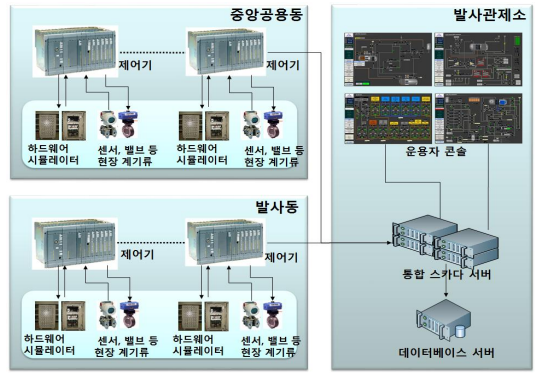 중앙공용동
제어기
제어기
하드웨어
시뮬레이터
센서, 밸브 등
현장 계기류
하드웨어
시뮬레이터
센서, 밸브 등
현장 계기류
발사동
제어기
제어기
하드웨어
시뮬레이터
센서, 밸브 등
현장 계기류
하드웨어
시뮬레이터
센서, 밸브 등
현장 계기류
발사관제소
운용자 콘솔
통합 스카다 서버
데이터베이스 서버